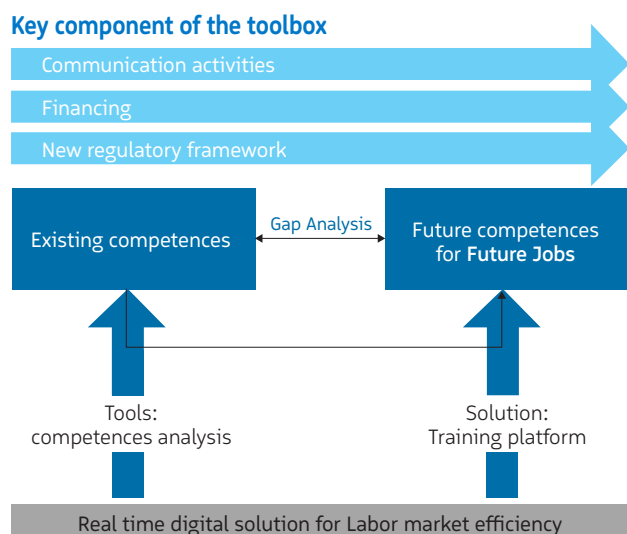 Key component of the toolbox
Communication activities
Financing
New regulatory framework
Existing competences
Gap Analysis
Future competences
for Future Jobs
Tools:
competences analysis
Solution:
Training platform
Real time digital solution for Labor market efficiency